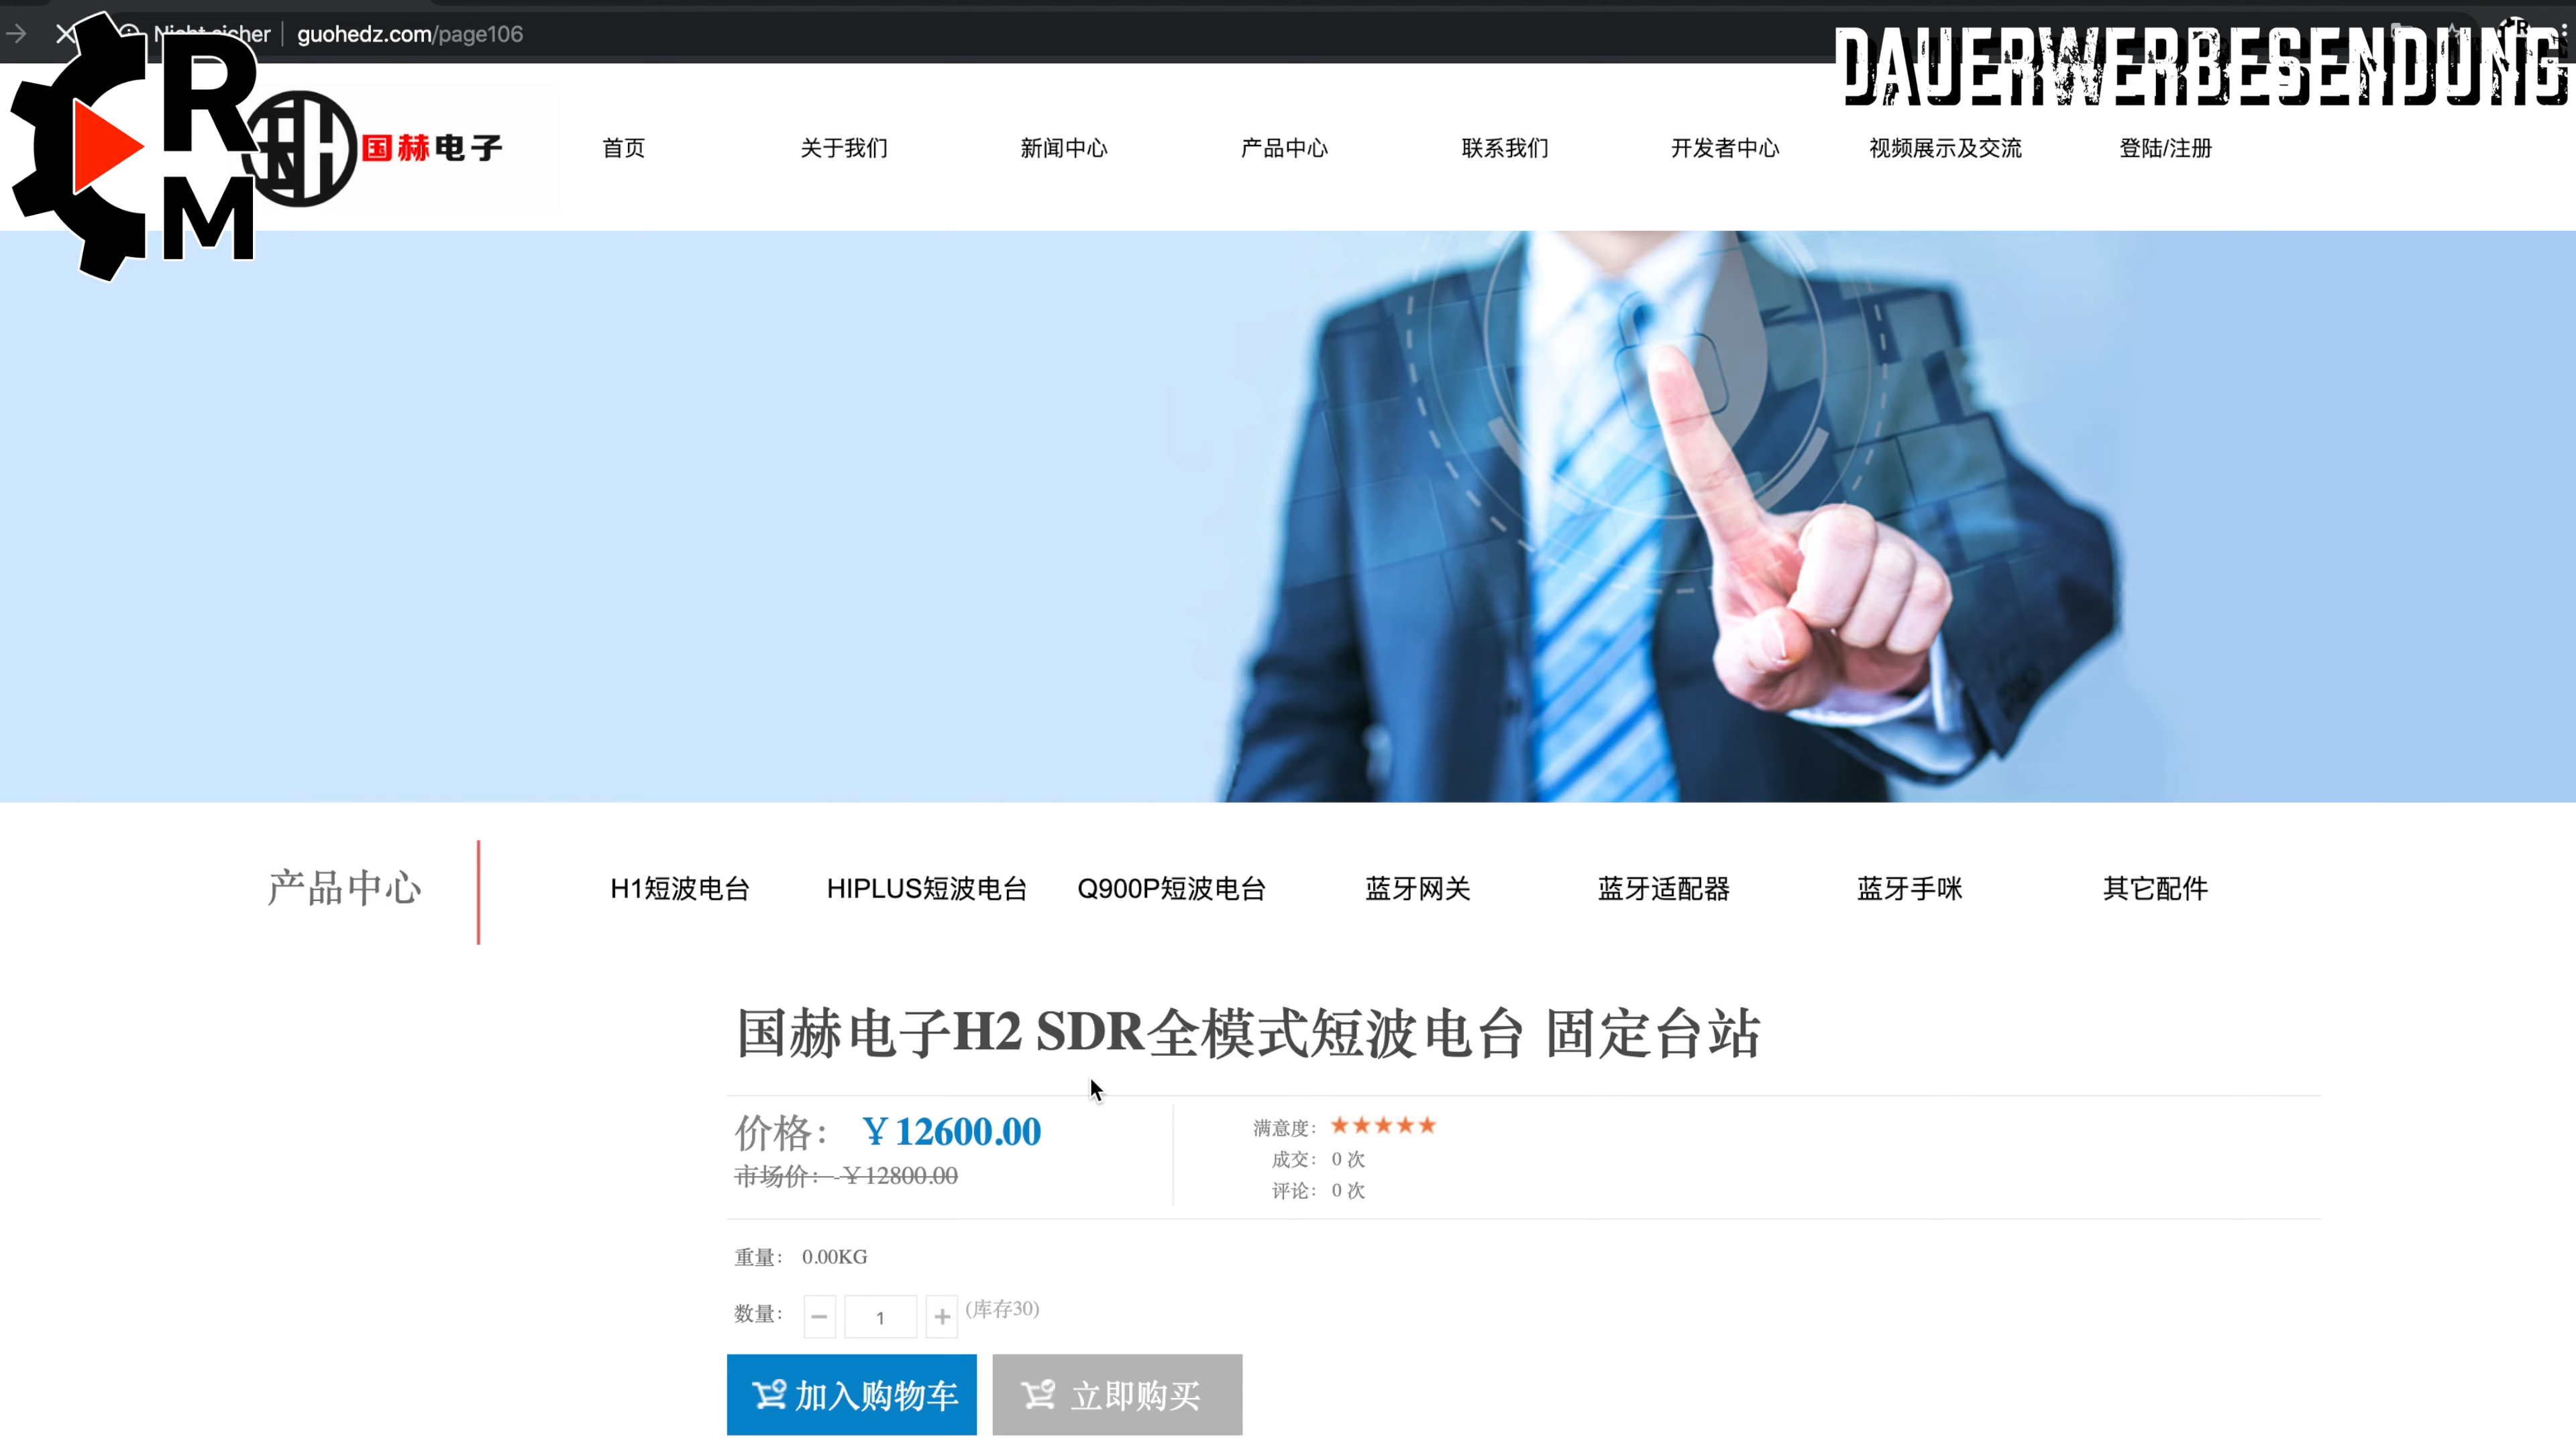 Nicht sicher guohedz.com/page106
DAUERWERBESENDUNG
C R M
国赫电子
首页 关于我们 新闻中心 产品中心 联系我们 开发者中心 视频展示及交流 登陆/注册
产品中心 H1短波电台 HIPLUS短波电台 Q900P短波电台 蓝牙网关 蓝牙适配器 蓝牙手咪 其它配件
国赫电子H2 SDR全模式短波电台 固定台站
价格： ￥12600.00
市场价： ￥12800.00
满意度：
成交： 0 次
评论： 0 次
重量： 0.00KG
数量： − 1 + (库存30)
加入购物车 立即购买